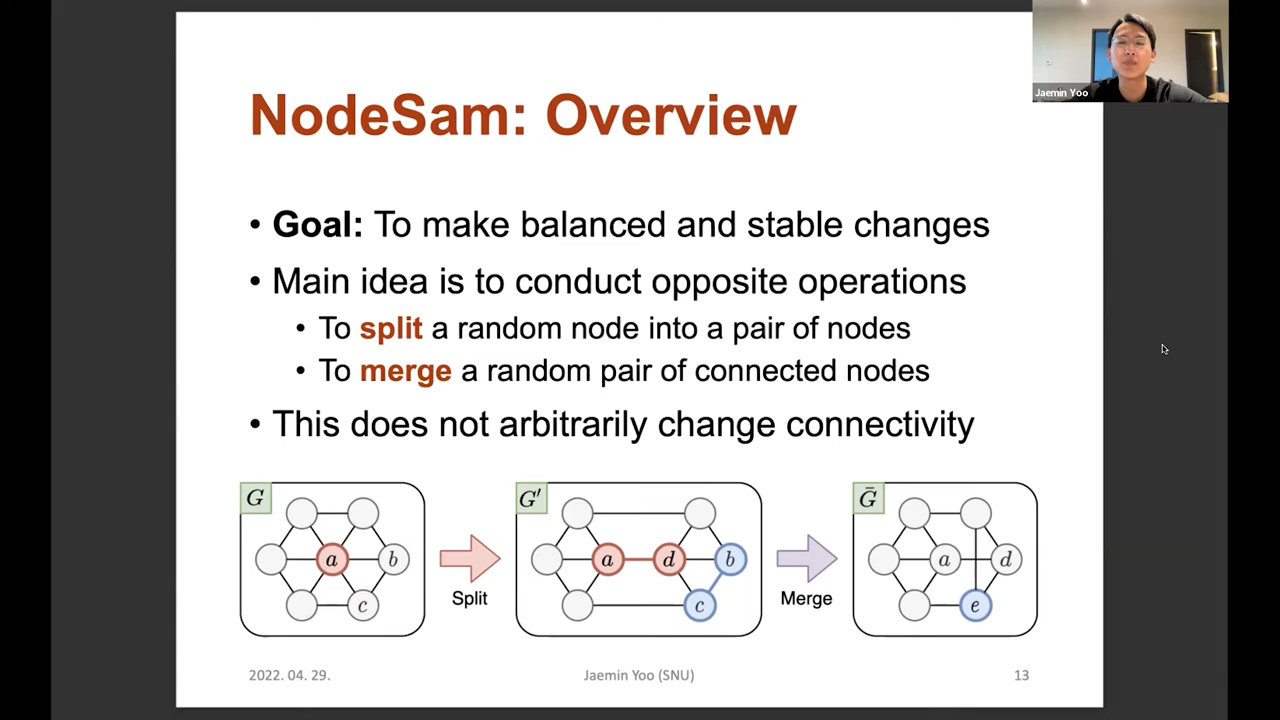 Jaemin Yoo
NodeSam: Overview
• Goal: To make balanced and stable changes
• Main idea is to conduct opposite operations
• To split a random node into a pair of nodes
• To merge a random pair of connected nodes
• This does not arbitrarily change connectivity
G
a
b
c
Split
G′
a
d
b
c
Merge
Ḡ
a
d
e
2022. 04. 29.
Jaemin Yoo (SNU)
13